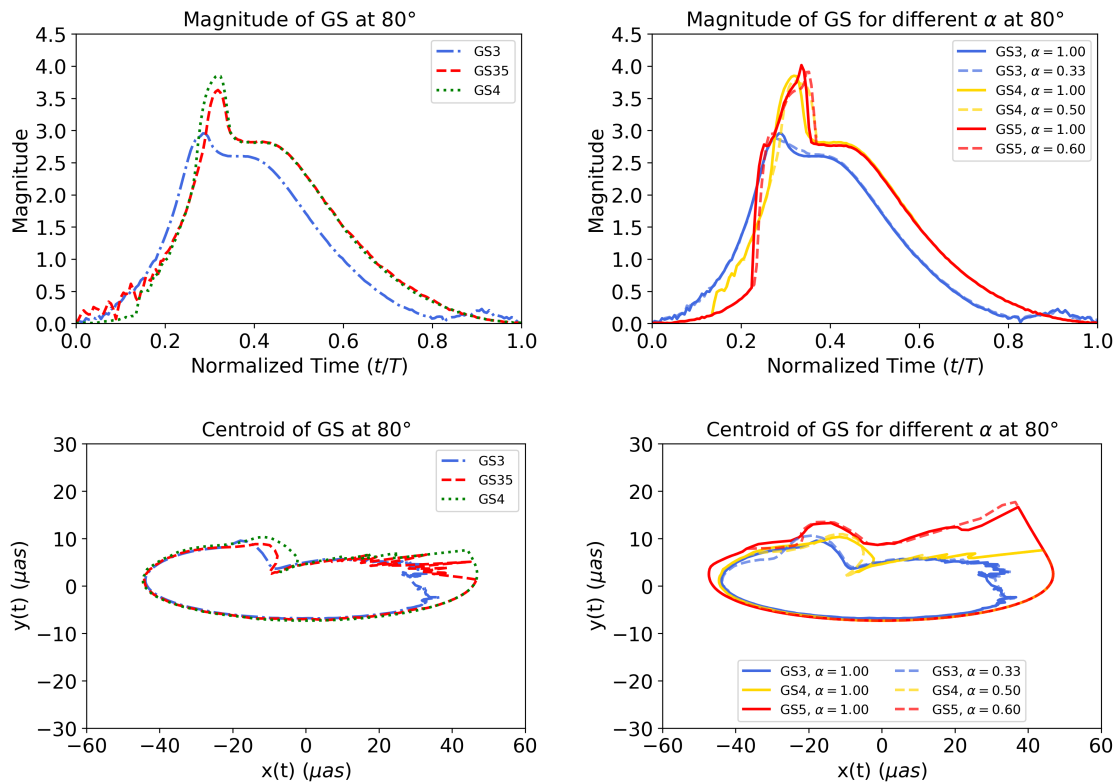 Magnitude of GS at 80°
4.5
4.0
3.5
3.0
2.5
2.0
1.5
1.0
0.5
0.0
Magnitude
GS3
GS35
GS4
0.0 0.2 0.4 0.6 0.8 1.0
Normalized Time (t/T)
Magnitude of GS for different α at 80°
4.5
4.0
3.5
3.0
2.5
2.0
1.5
1.0
0.5
0.0
Magnitude
GS3, α = 1.00
GS3, α = 0.33
GS4, α = 1.00
GS4, α = 0.50
GS5, α = 1.00
GS5, α = 0.60
0.0 0.2 0.4 0.6 0.8 1.0
Normalized Time (t/T)
Centroid of GS at 80°
30
20
10
0
−10
−20
−30
y(t) (μas)
GS3
GS35
GS4
−60 −40 −20 0 20 40 60
x(t) (μas)
Centroid of GS for different α at 80°
30
20
10
0
−10
−20
−30
y(t) (μas)
GS3, α = 1.00
GS4, α = 1.00
GS5, α = 1.00
GS3, α = 0.33
GS4, α = 0.50
GS5, α = 0.60
−60 −40 −20 0 20 40 60
x(t) (μas)